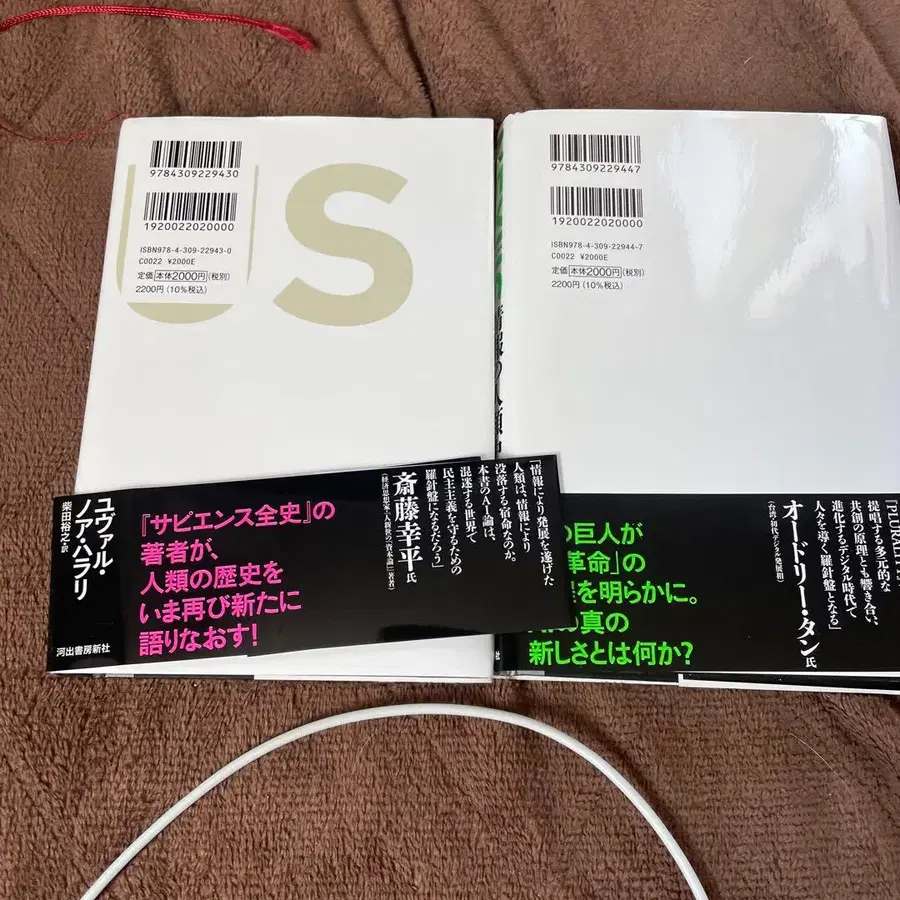 US
9784309229430
1920022020000
ISBN978-4-309-22943-0
C0022 ¥2000E
定価 本体2000円 (税別)
2200円 (10%税込)
ユヴァル・
ノア・ハラリ
柴田裕之・訳
河出書房新社
『サピエンス全史』の
著者が、
人類の歴史を
いま再び新たに
語りなおす!
「情報により発展を遂げた
人類は、情報により
没落する宿命なのか。
本書のAI論は、
混迷する世界で
民主主義を守るための
羅針盤になるだろう」
斎藤幸平氏
(経済思想家・『人新世の「資本論」』著者)
9784309229447
1920022020000
ISBN978-4-309-22944-7
C0022 ¥2000E
定価 本体2000円 (税別)
2200円 (10%税込)
情報の人類史
の巨人が
革命」の
を明らかに。
の真の
新しさとは何か?
提唱する多元的な
共創の原理とも響き合い、
進化するデジタル時代で
人々を導く羅針盤となる」
オードリー・タン氏
(台湾・初代デジタル発展相)